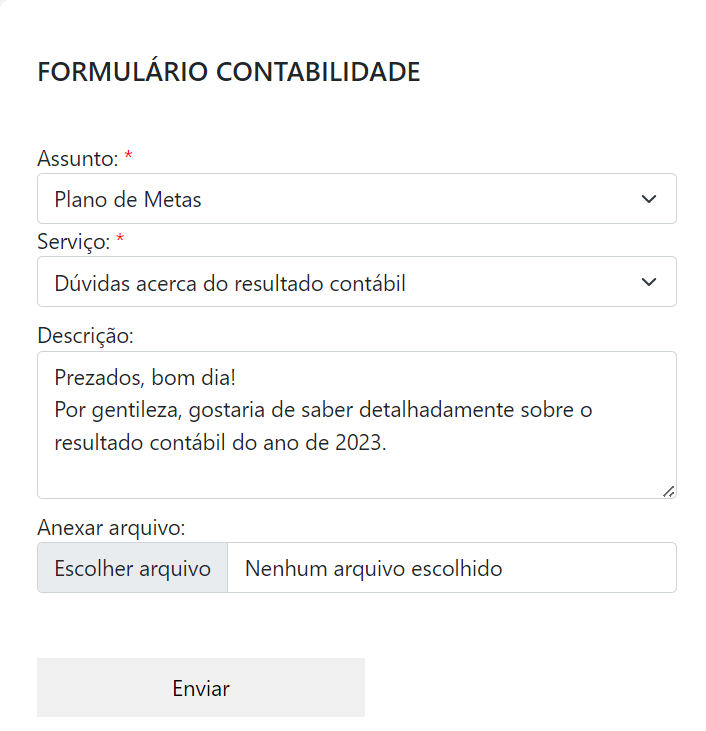 FORMULÁRIO CONTABILIDADE
Assunto: *
Plano de Metas
Serviço: *
Dúvidas acerca do resultado contábil
Descrição:
Prezados, bom dia!
Por gentileza, gostaria de saber detalhadamente sobre o
resultado contábil do ano de 2023.
Anexar arquivo:
Escolher arquivo Nenhum arquivo escolhido
Enviar